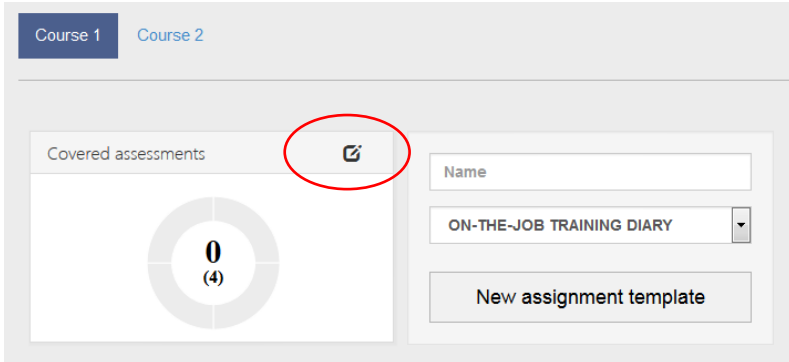 Course 1
Course 2
Covered assessments
0
(4)
Name
ON-THE-JOB TRAINING DIARY
New assignment template